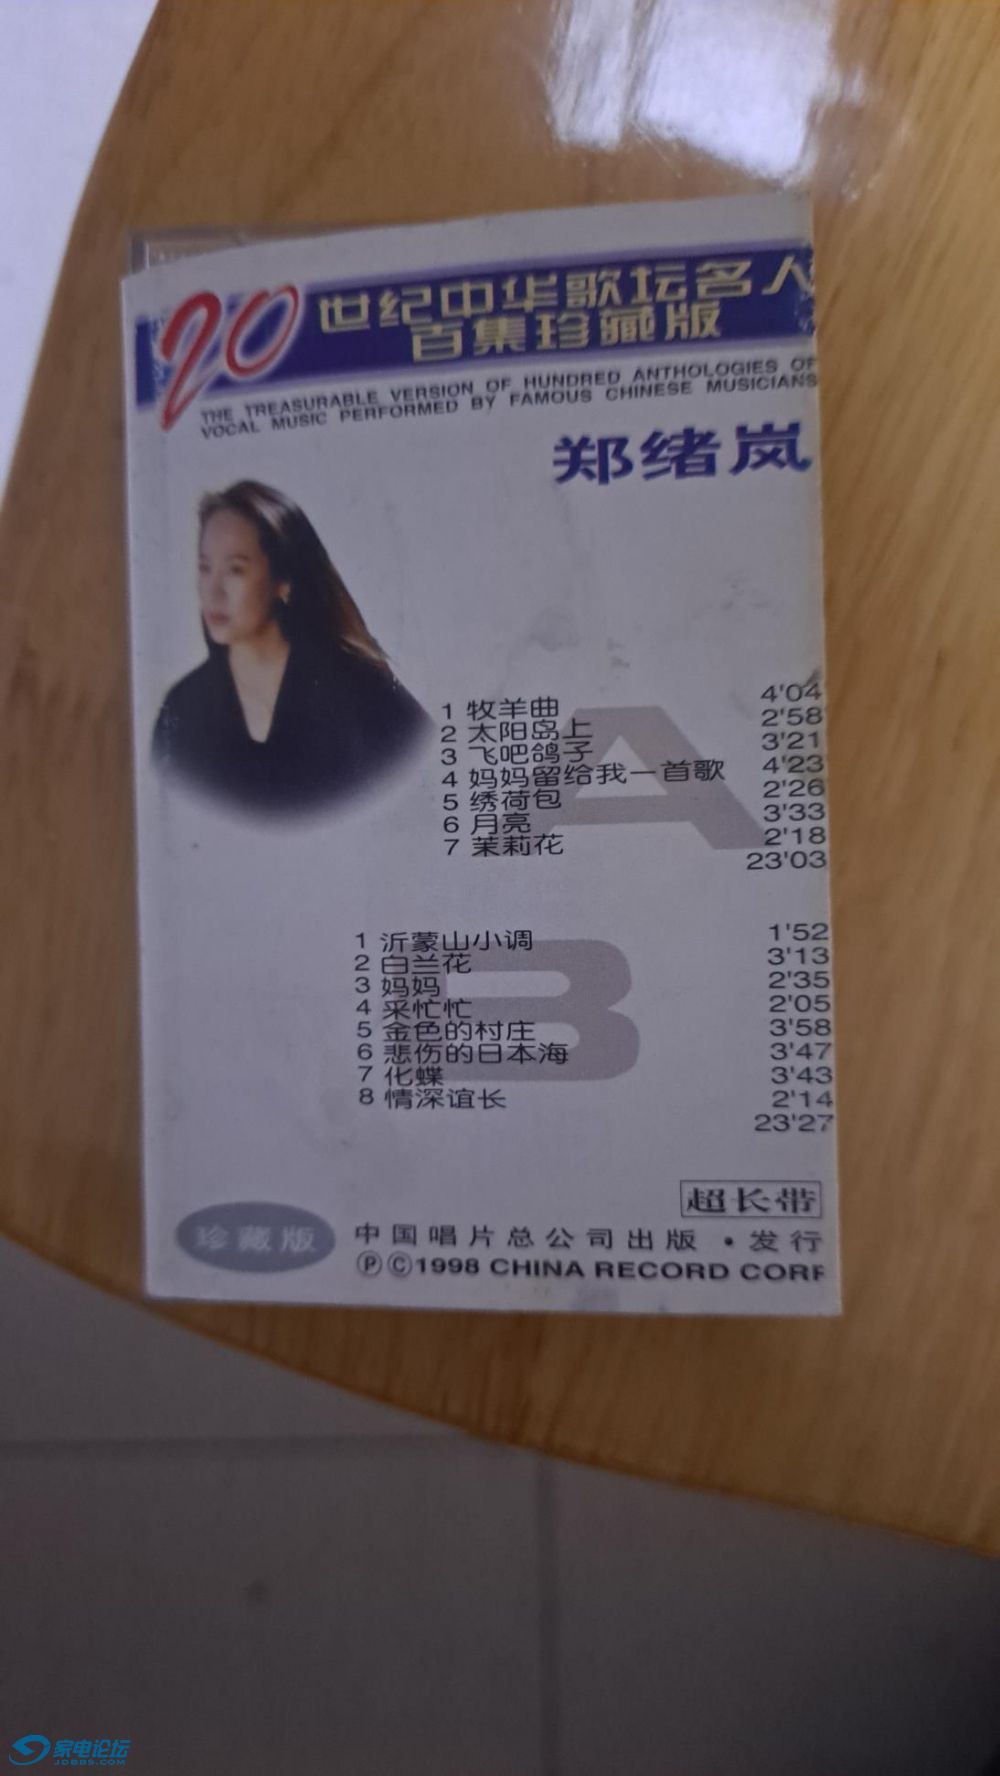 20世纪中华歌坛名人
百集珍藏版
THE TREASURABLE VERSION OF HUNDRED ANTHOLOGIES OF
VOCAL MUSIC PERFORMED BY FAMOUS CHINESE MUSICIANS
郑绪岚
1 牧羊曲 4'04
2 太阳岛上 2'58
3 飞吧鸽子 3'21
4 妈妈留给我一首歌 4'23
5 绣荷包 2'26
6 月亮 3'33
7 茉莉花 2'18
23'03
A
1 沂蒙山小调 1'52
2 白兰花 3'13
3 妈妈 2'35
4 采忙忙 2'05
5 金色的村庄 3'58
6 悲伤的日本海 3'47
7 化蝶 3'43
8 情深谊长 2'14
23'27
B
超长带
珍藏版
中国唱片总公司出版·发行
ⓅⒸ1998 CHINA RECORD CORP
家电论坛
JDBBS.COM